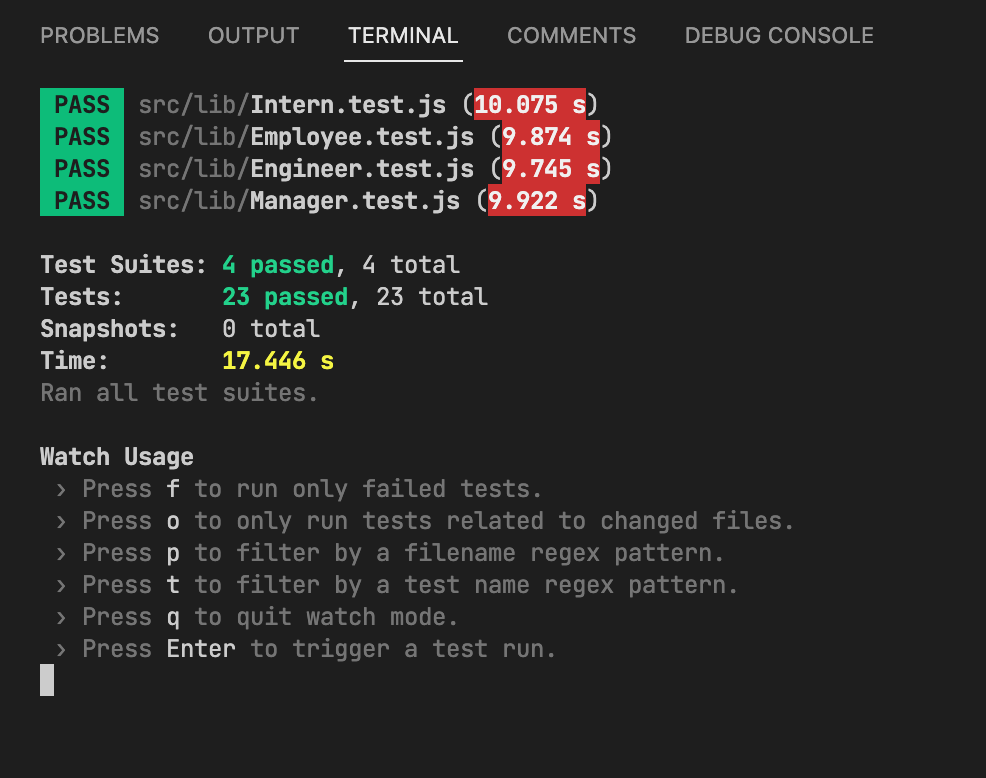 PROBLEMS OUTPUT TERMINAL COMMENTS DEBUG CONSOLE
PASS src/lib/Intern.test.js (10.075 s)
PASS src/lib/Employee.test.js (9.874 s)
PASS src/lib/Engineer.test.js (9.745 s)
PASS src/lib/Manager.test.js (9.922 s)
Test Suites: 4 passed, 4 total
Tests: 23 passed, 23 total
Snapshots: 0 total
Time: 17.446 s
Ran all test suites.
Watch Usage
› Press f to run only failed tests.
› Press o to only run tests related to changed files.
› Press p to filter by a filename regex pattern.
› Press t to filter by a test name regex pattern.
› Press q to quit watch mode.
› Press Enter to trigger a test run.